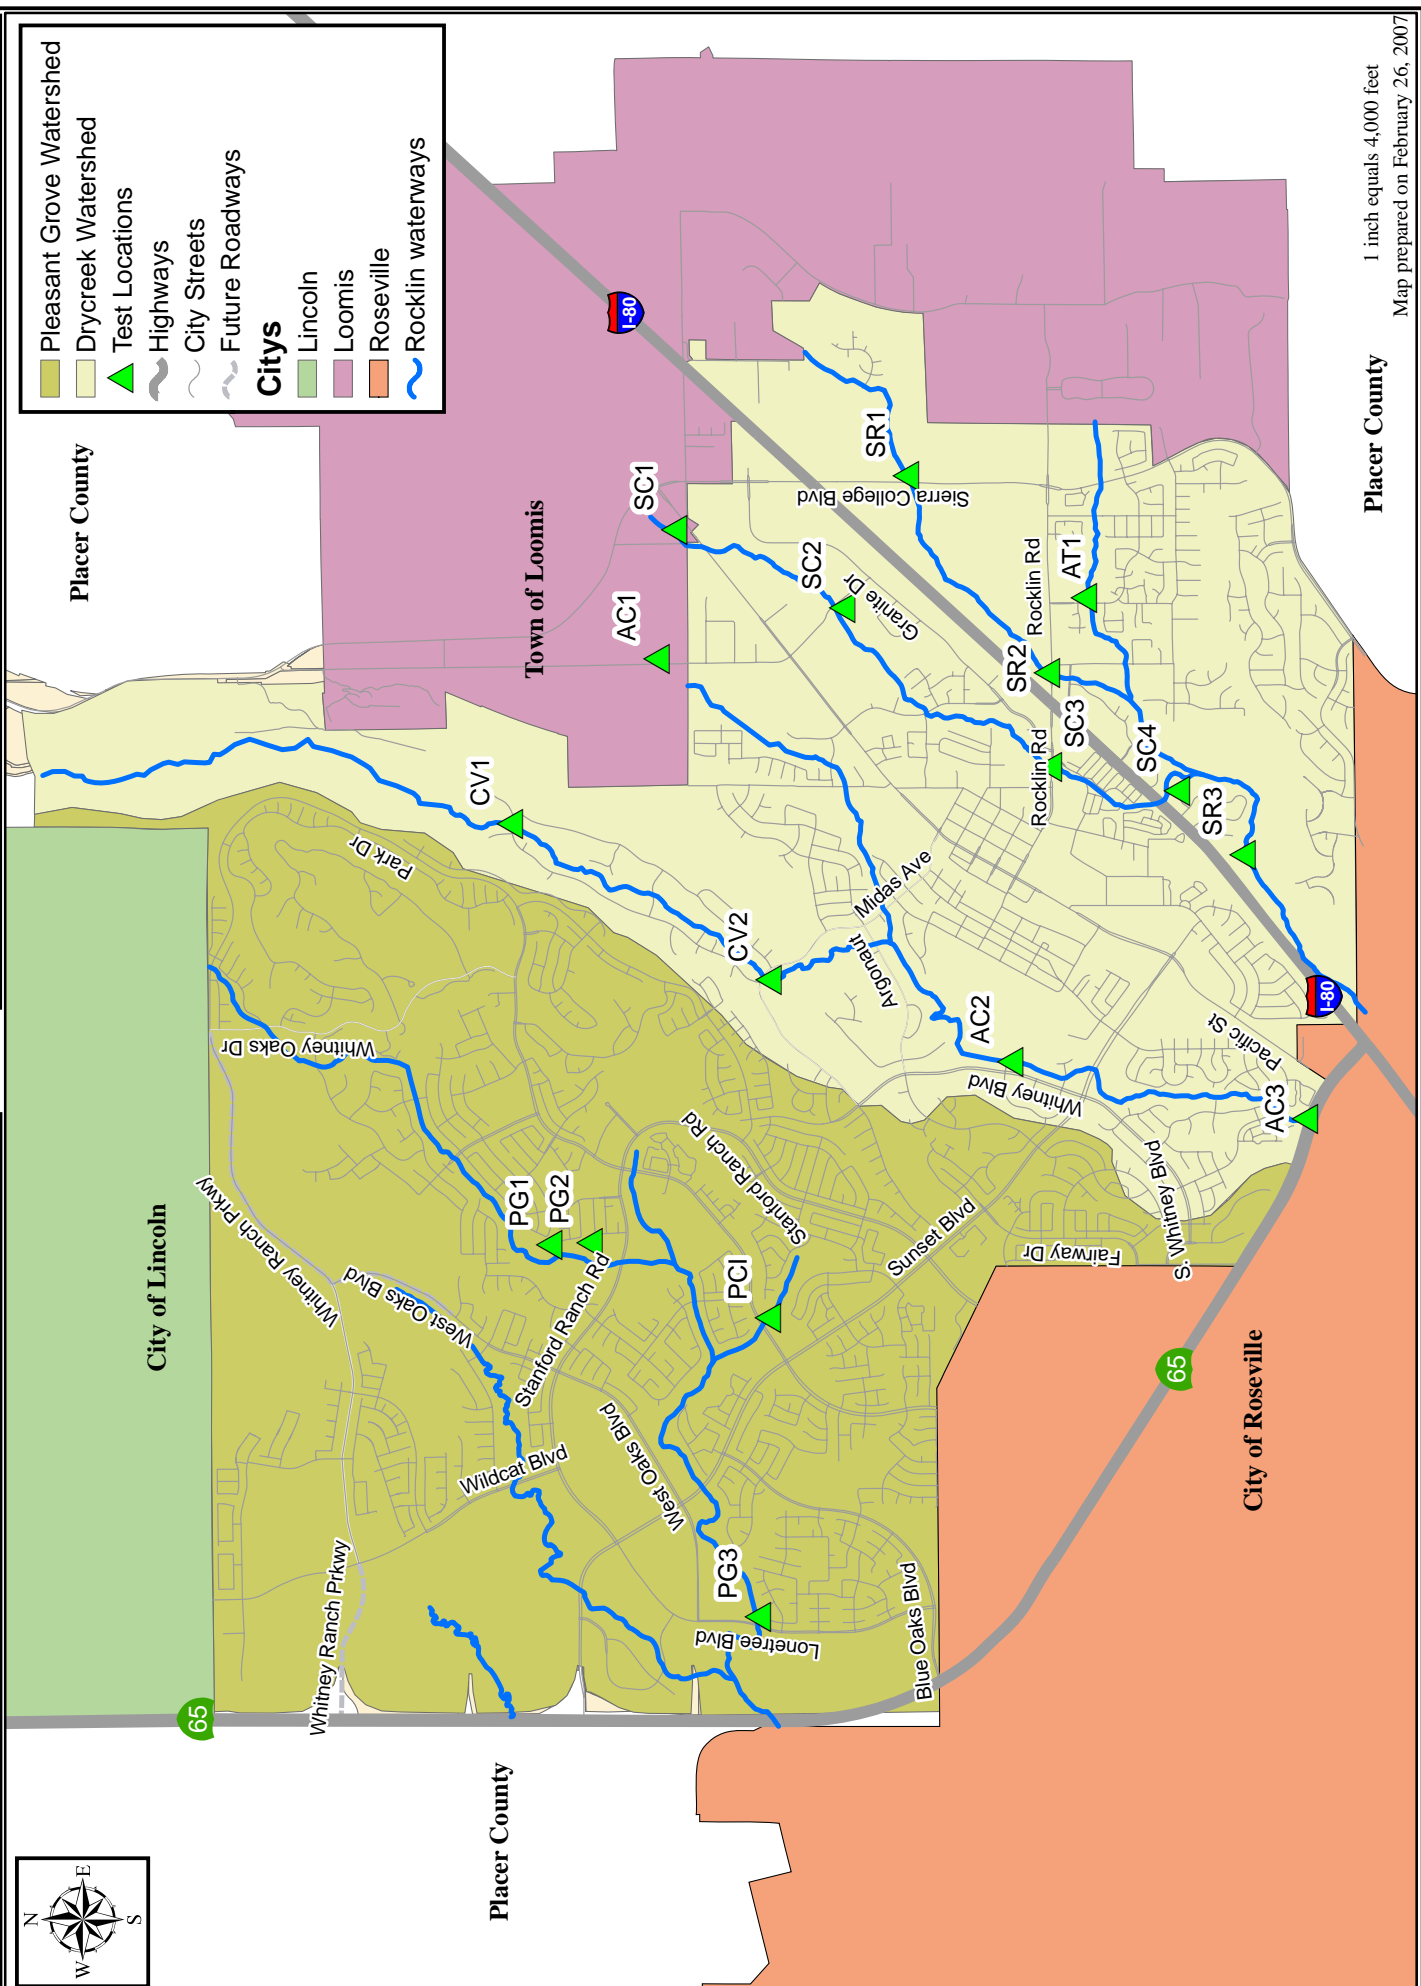 Pleasant Grove Watershed
Drycreek Watershed
Test Locations
Highways
City Streets
Future Roadways
Citys
Lincoln
Loomis
Roseville
Rocklin waterways
N
W
E
S
Placer County
Town of Loomis
City of Lincoln
Placer County
City of Roseville
Placer County
I-80
I-80
65
65
SC1
AC1
SR1
SC2
Sierra College Blvd
Granite Dr
Rocklin Rd
AT1
SR2
SC3
Rocklin Rd
SC4
SR3
CV1
CV2
Park Dr
Midas Ave
Argonaut
AC2
Whitney Blvd
Pacific St
AC3
S. Whitney Blvd
Fairway Dr
Sunset Blvd
Stanford Ranch Rd
Whitney Oaks Dr
Whitney Ranch Prkwy
PG1
PG2
PCI
West Oaks Blvd
Stanford Ranch Rd
West Oaks Blvd
Wildcat Blvd
Whitney Ranch Prkwy
PG3
Lonetree Blvd
Blue Oaks Blvd
1 inch equals 4,000 feet
Map prepared on February 26, 2007